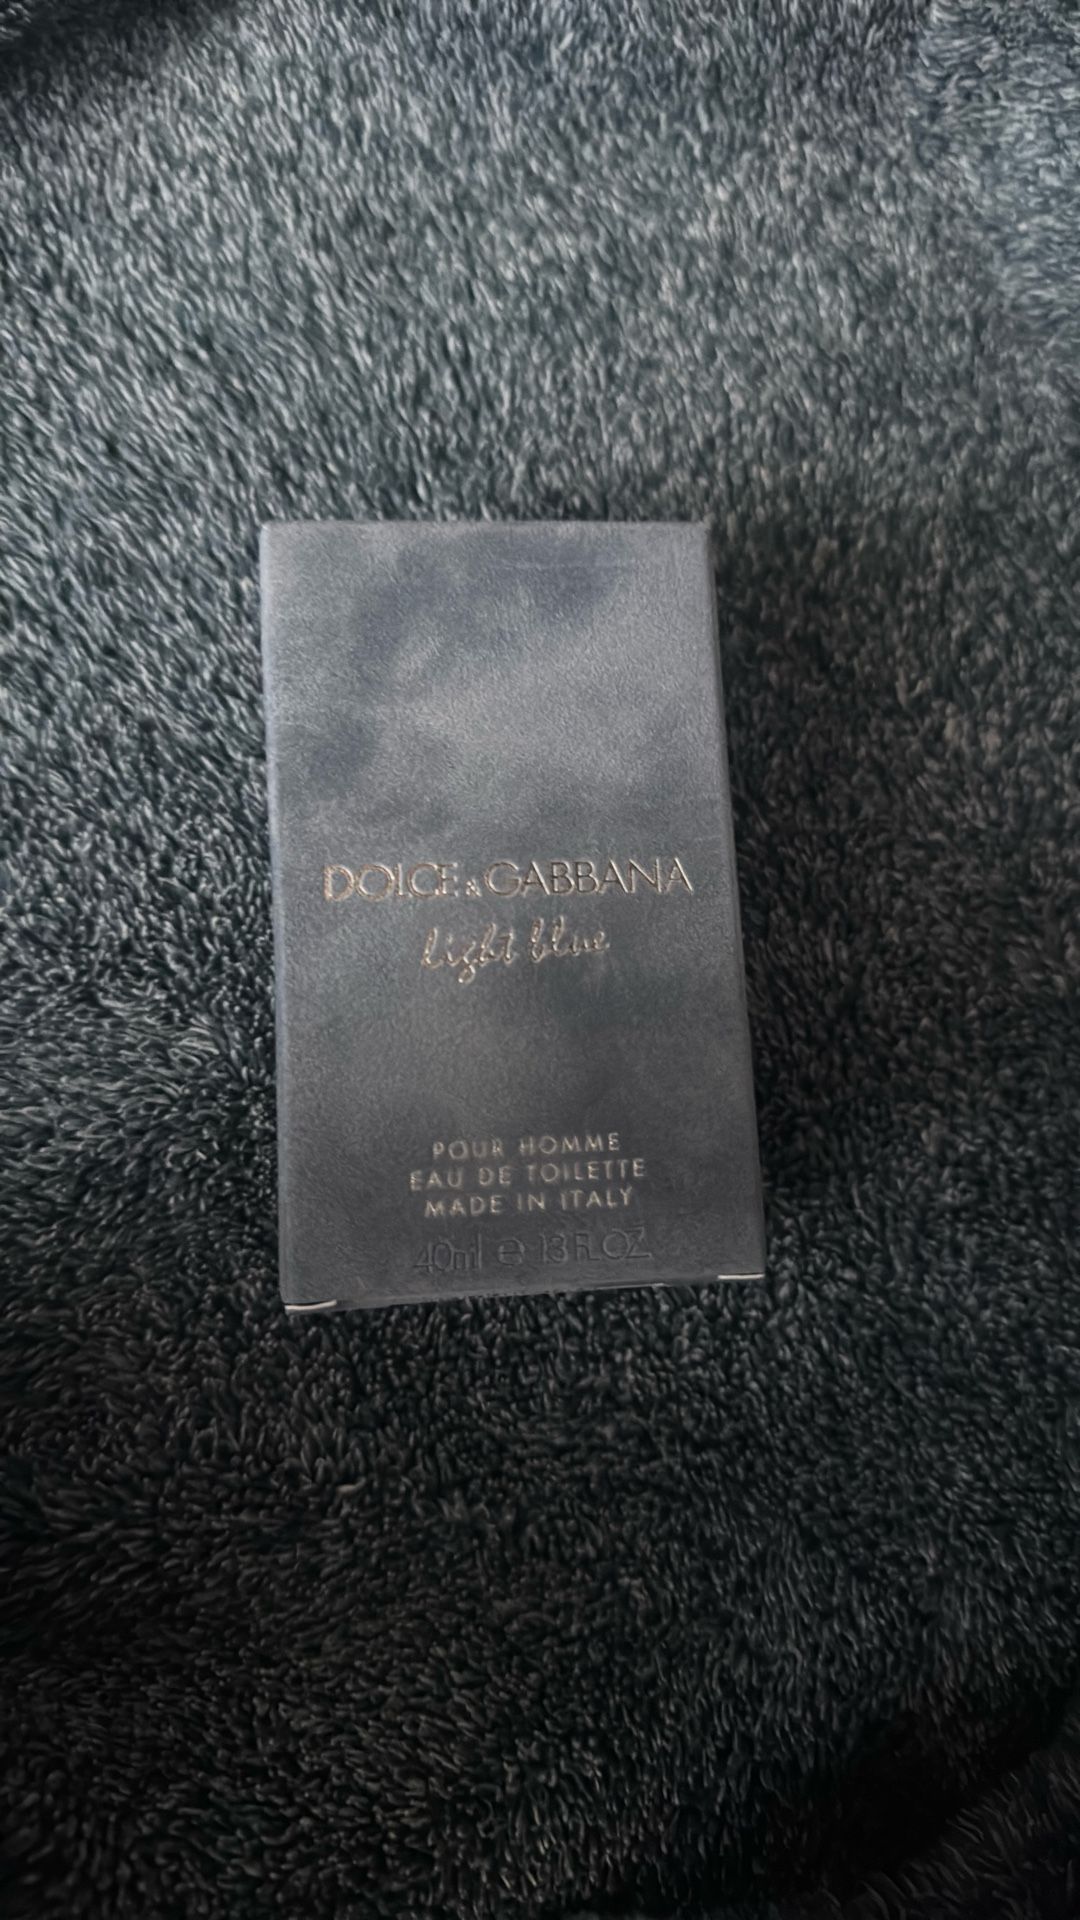 DOLCE & GABBANA
light blue
POUR HOMME
EAU DE TOILETTE
MADE IN ITALY
40ml e 1.3 FL.OZ.